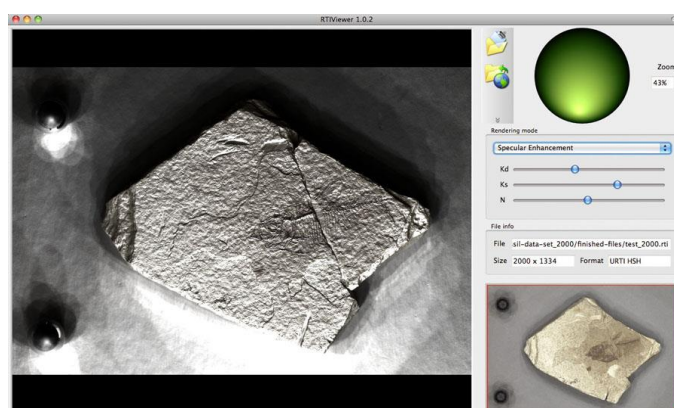 RTIViewer 1.0.2
Zoom
43%
Rendering mode
Specular Enhancement
Kd
Ks
N
File info
File sil-data-set_2000/finished-files/test_2000.rti
Size 2000 x 1334 Format URTI HSH